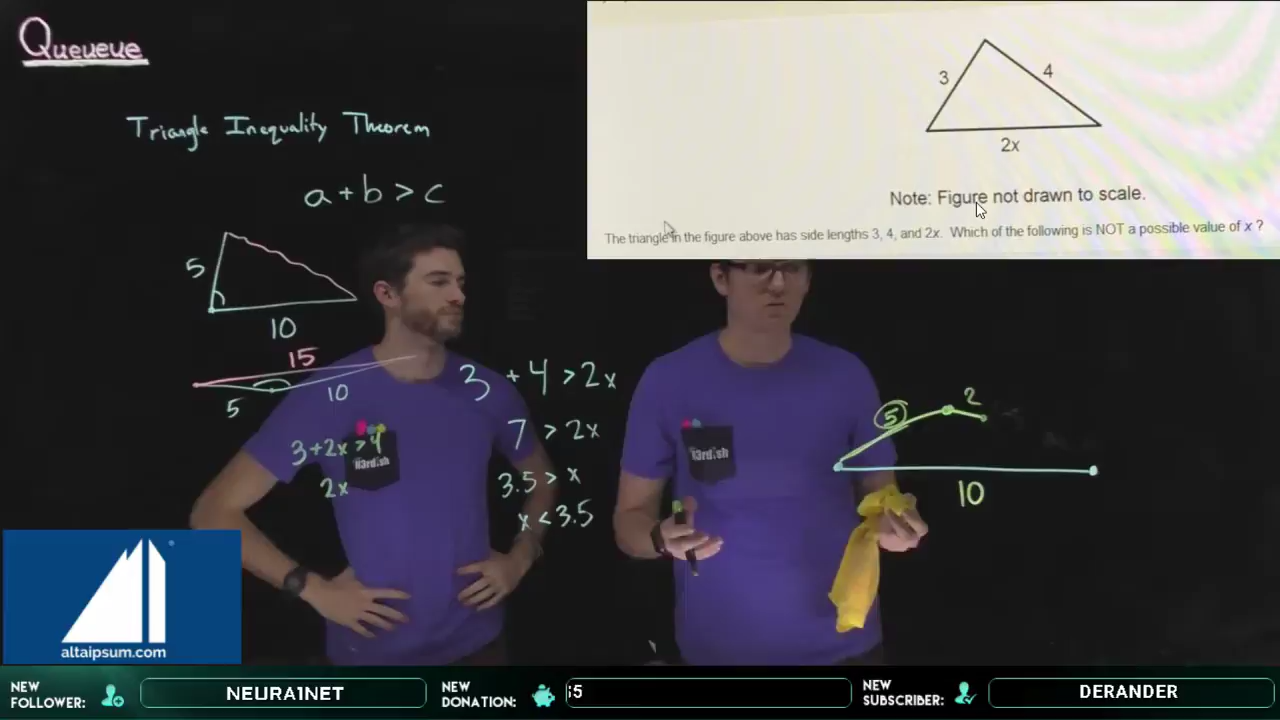 Queueue
Triangle Inequality Theorem
a + b > c
5
10
15
5
10
3+2x > 4
2x
3 + 4 > 2x
7 > 2x
3.5 > x
x < 3.5
3
4
2x
Note: Figure not drawn to scale.
The triangle in the figure above has side lengths 3, 4, and 2x. Which of the following is NOT a possible value of x ?
5
2
10
altaipsum.com
NEW FOLLOWER:
NEURA1NET
NEW DONATION:
NEW SUBSCRIBER:
DERANDER